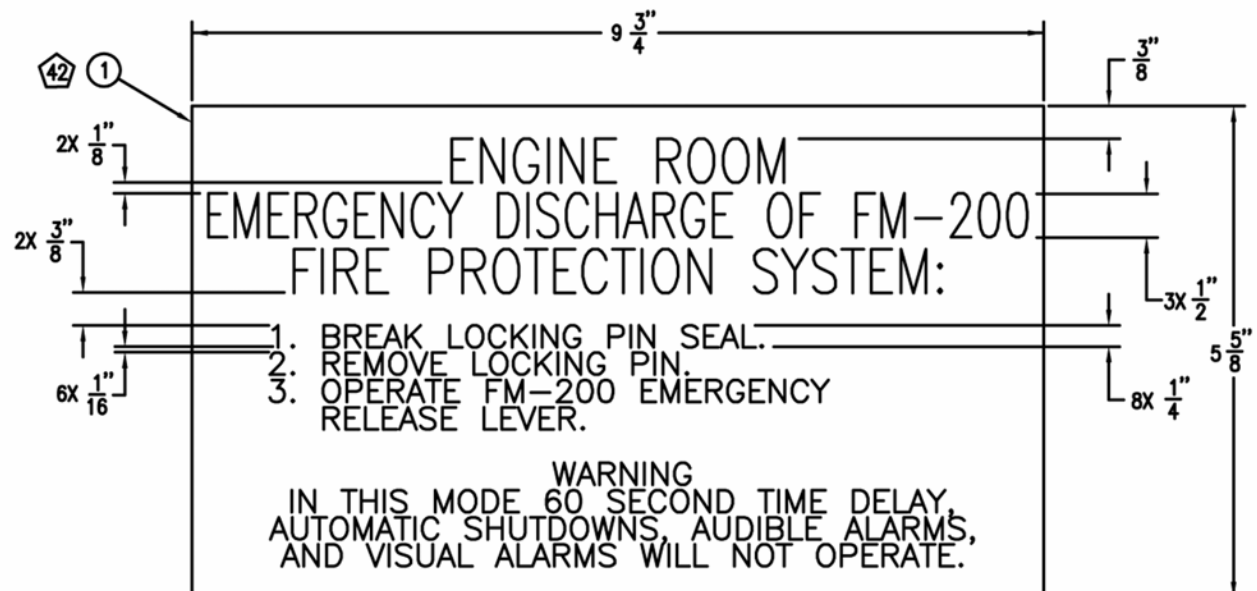 9 3/4"
3/8"
42 1
2X 1/8"
ENGINE ROOM
EMERGENCY DISCHARGE OF FM-200
FIRE PROTECTION SYSTEM:
2X 3/8"
3X 1/2"
5 5/8"
1. BREAK LOCKING PIN SEAL.
2. REMOVE LOCKING PIN.
3. OPERATE FM-200 EMERGENCY
RELEASE LEVER.
6X 1/16"
8X 1/4"
WARNING
IN THIS MODE 60 SECOND TIME DELAY,
AUTOMATIC SHUTDOWNS, AUDIBLE ALARMS,
AND VISUAL ALARMS WILL NOT OPERATE.